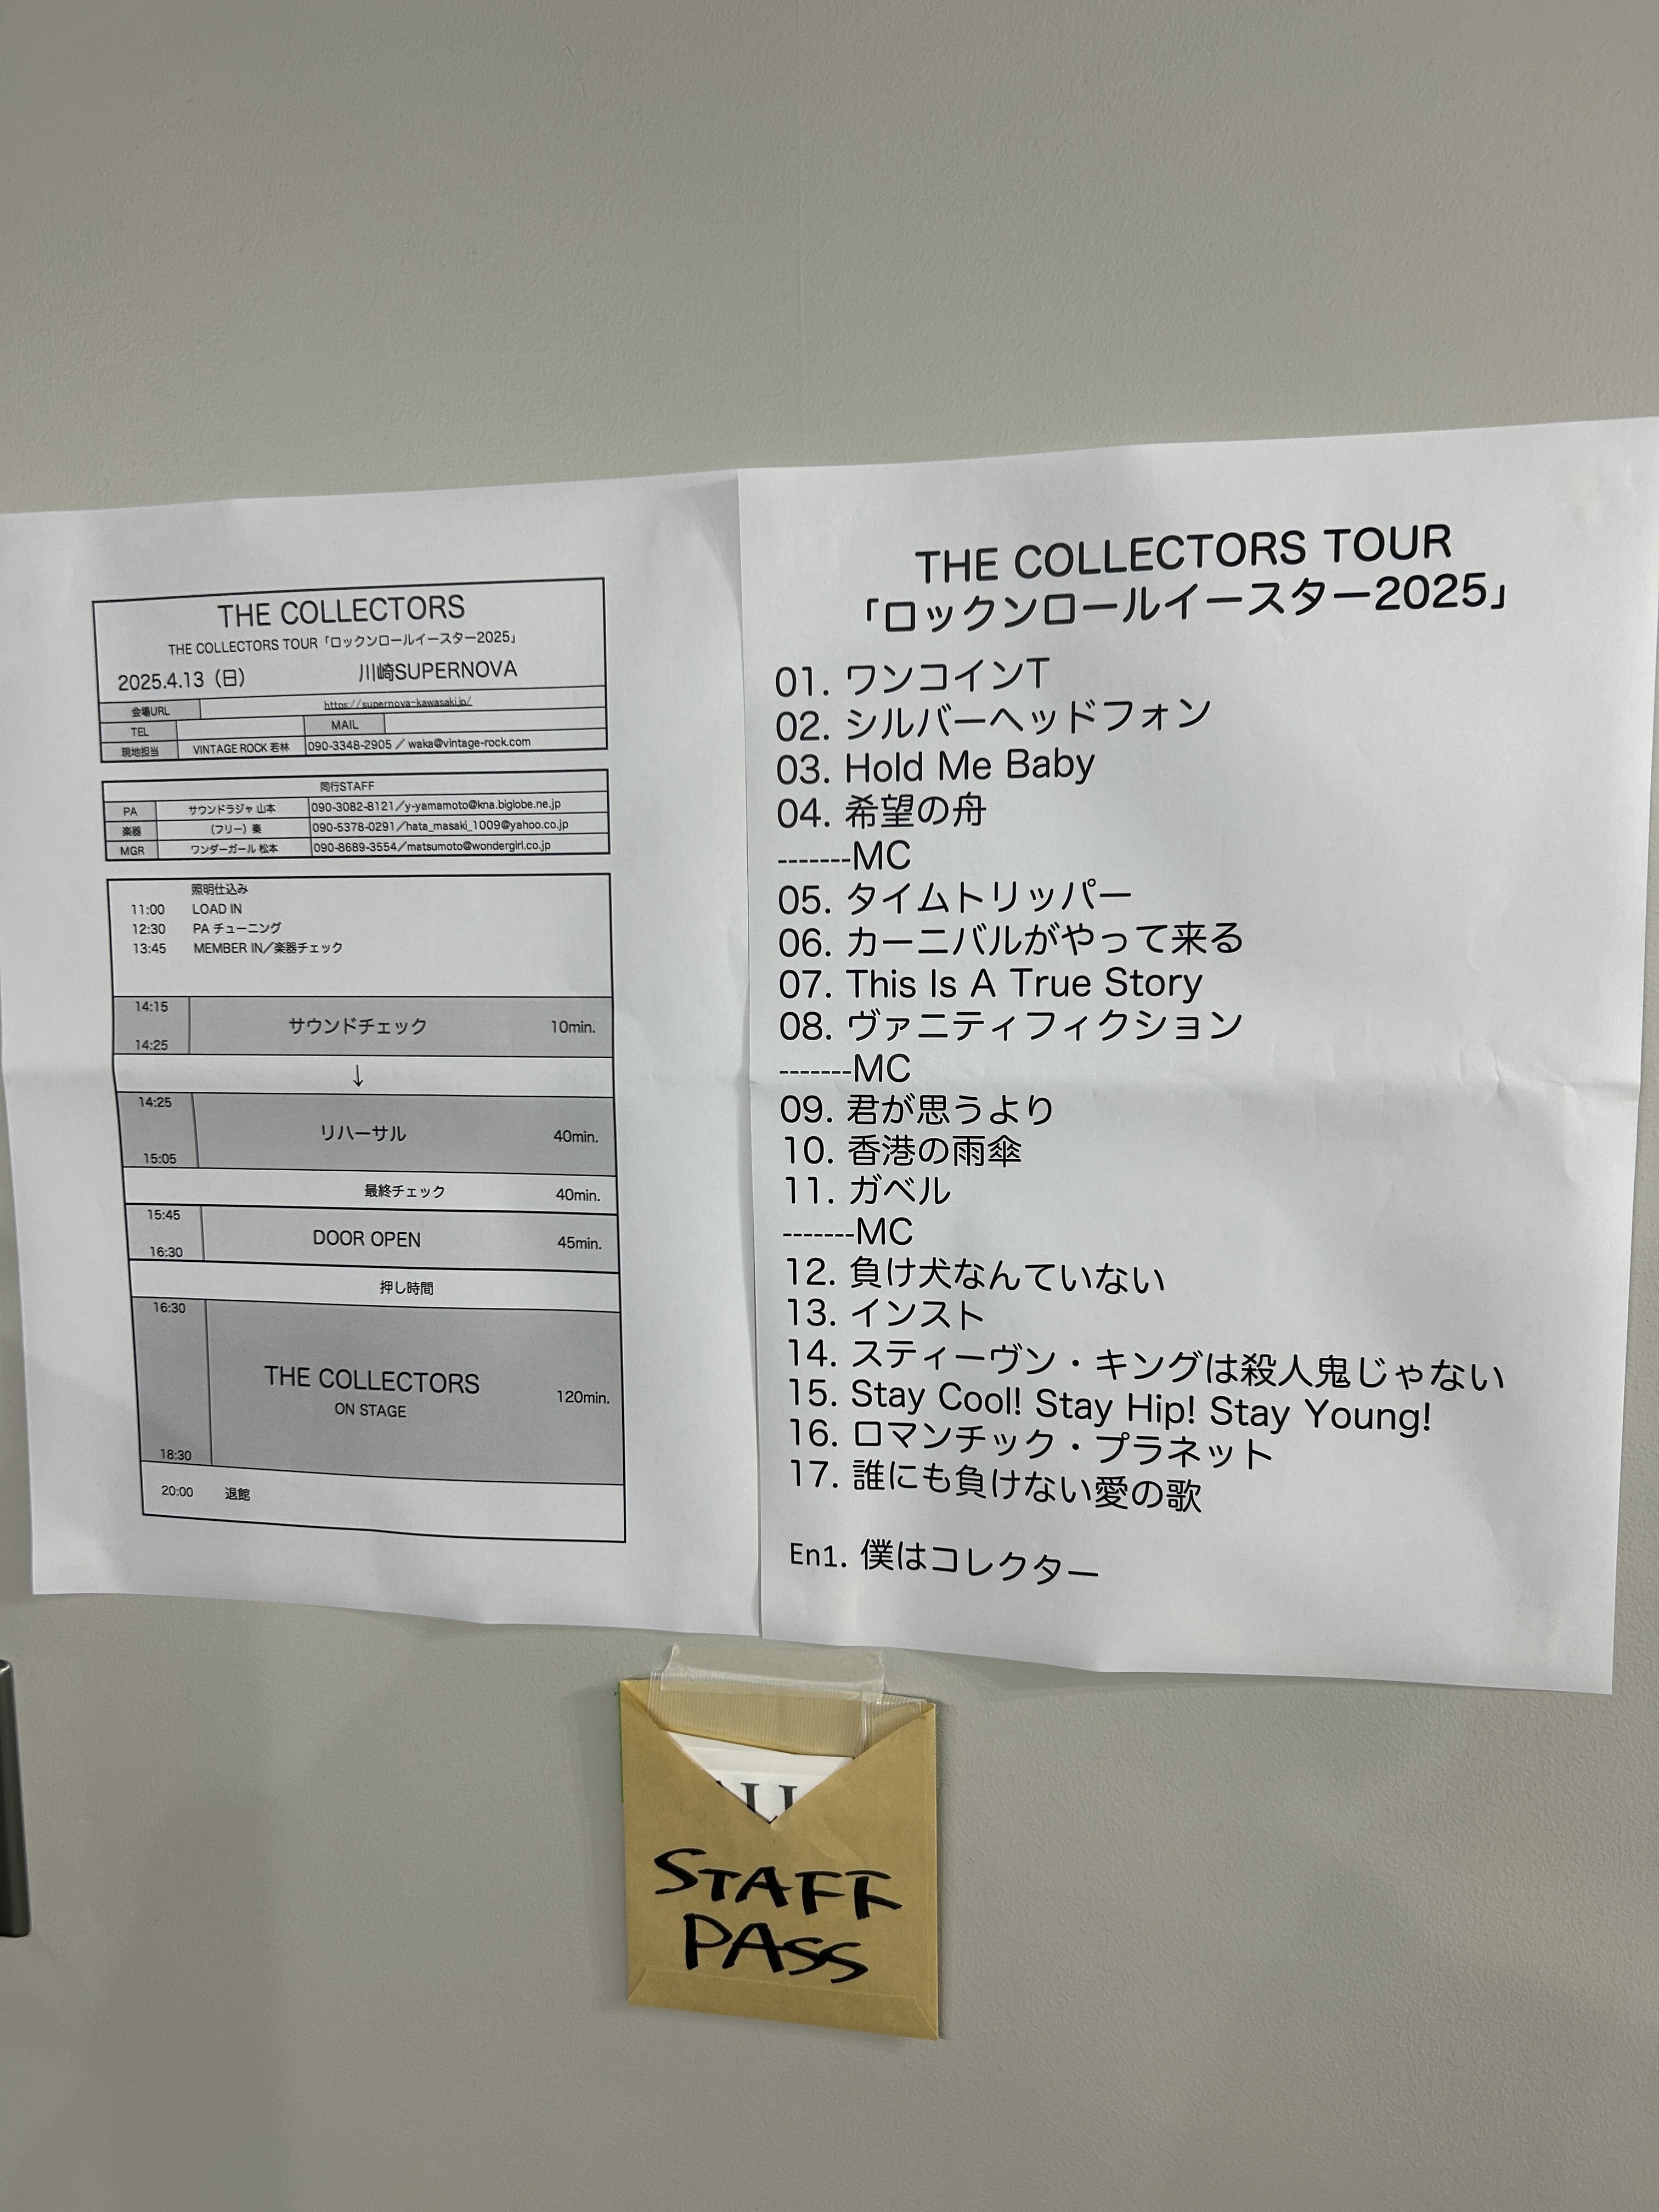 THE COLLECTORS
THE COLLECTORS TOUR「ロックンロールイースター2025」
2025.4.13（日） 川崎SUPERNOVA
会場URL https://supernova-kawasaki.jp/
TEL MAIL
現地担当 VINTAGE ROCK 若林 090-3348-2905 ／ waka@vintage-rock.com
同行STAFF
PA サウンドラジャ 山本 090-3082-8121／y-yamamoto@kna.biglobe.ne.jp
楽器 （フリー）秦 090-5378-0291／hata_masaki_1009@yahoo.co.jp
MGR ワンダーガール 松本 090-8689-3554／matsumoto@wondergirl.co.jp
照明仕込み
11:00 LOAD IN
12:30 PA チューニング
13:45 MEMBER IN／楽器チェック
14:15
サウンドチェック 10min.
14:25
↓
14:25
リハーサル 40min.
15:05
最終チェック 40min.
15:45
DOOR OPEN 45min.
16:30
押し時間
16:30
THE COLLECTORS 120min.
ON STAGE
18:30
20:00 退館
THE COLLECTORS TOUR
「ロックンロールイースター2025」
01. ワンコインT
02. シルバーヘッドフォン
03. Hold Me Baby
04. 希望の舟
-------MC
05. タイムトリッパー
06. カーニバルがやって来る
07. This Is A True Story
08. ヴァニティフィクション
-------MC
09. 君が思うより
10. 香港の雨傘
11. ガベル
-------MC
12. 負け犬なんていない
13. インスト
14. スティーヴン・キングは殺人鬼じゃない
15. Stay Cool! Stay Hip! Stay Young!
16. ロマンチック・プラネット
17. 誰にも負けない愛の歌
En1. 僕はコレクター
STAFF
PASS